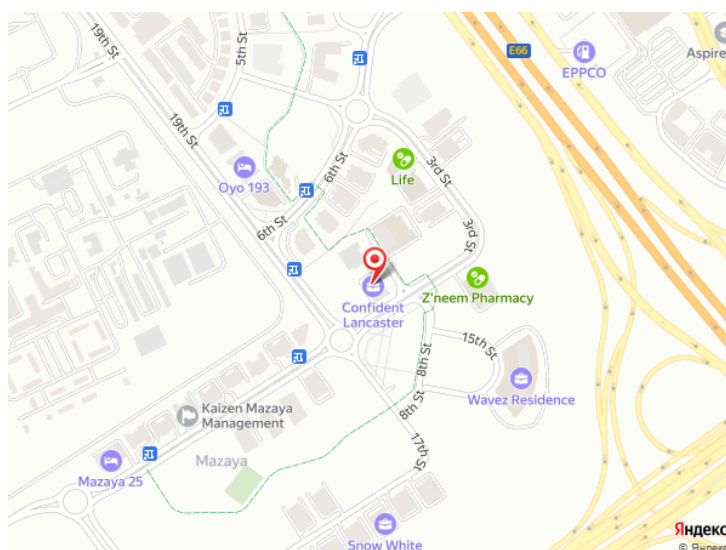 19th St
5th St
E66
EPPCO
Aspire
19th St
6th St
3rd St
Life
Oyo 193
3rd St
6th St
Confident
Lancaster
Z'neem Pharmacy
15th St
8th St
Wavez Residence
8th St
Kaizen Mazaya
Management
17th St
Mazaya
Mazaya 25
Snow White
Яндекс
© Яндекс